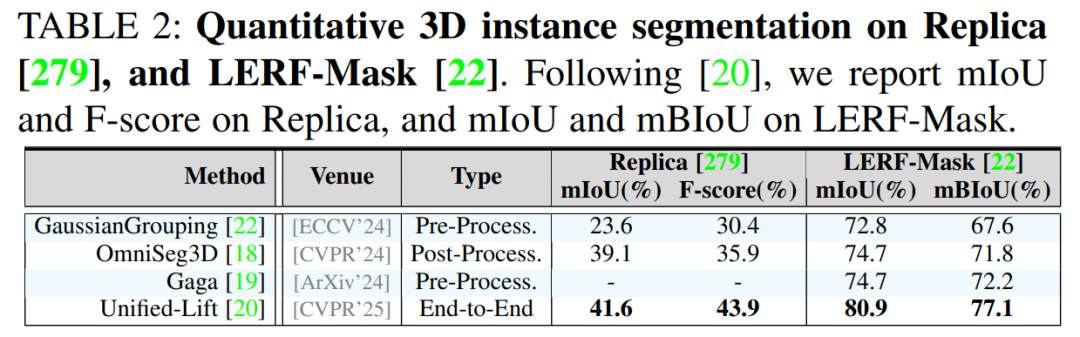 TABLE 2: Quantitative 3D instance segmentation on Replica
[279], and LERF-Mask [22]. Following [20], we report mIoU
and F-score on Replica, and mIoU and mBIoU on LERF-Mask.
Method Venue Type Replica [279] LERF-Mask [22]
mIoU(%) F-score(%) mIoU(%) mBIoU(%)
GaussianGrouping [22] [ECCV'24] Pre-Process. 23.6 30.4 72.8 67.6
OmniSeg3D [18] [CVPR'24] Post-Process. 39.1 35.9 74.7 71.8
Gaga [19] [ArXiv'24] Pre-Process. - - 74.7 72.2
Unified-Lift [20] [CVPR'25] End-to-End 41.6 43.9 80.9 77.1